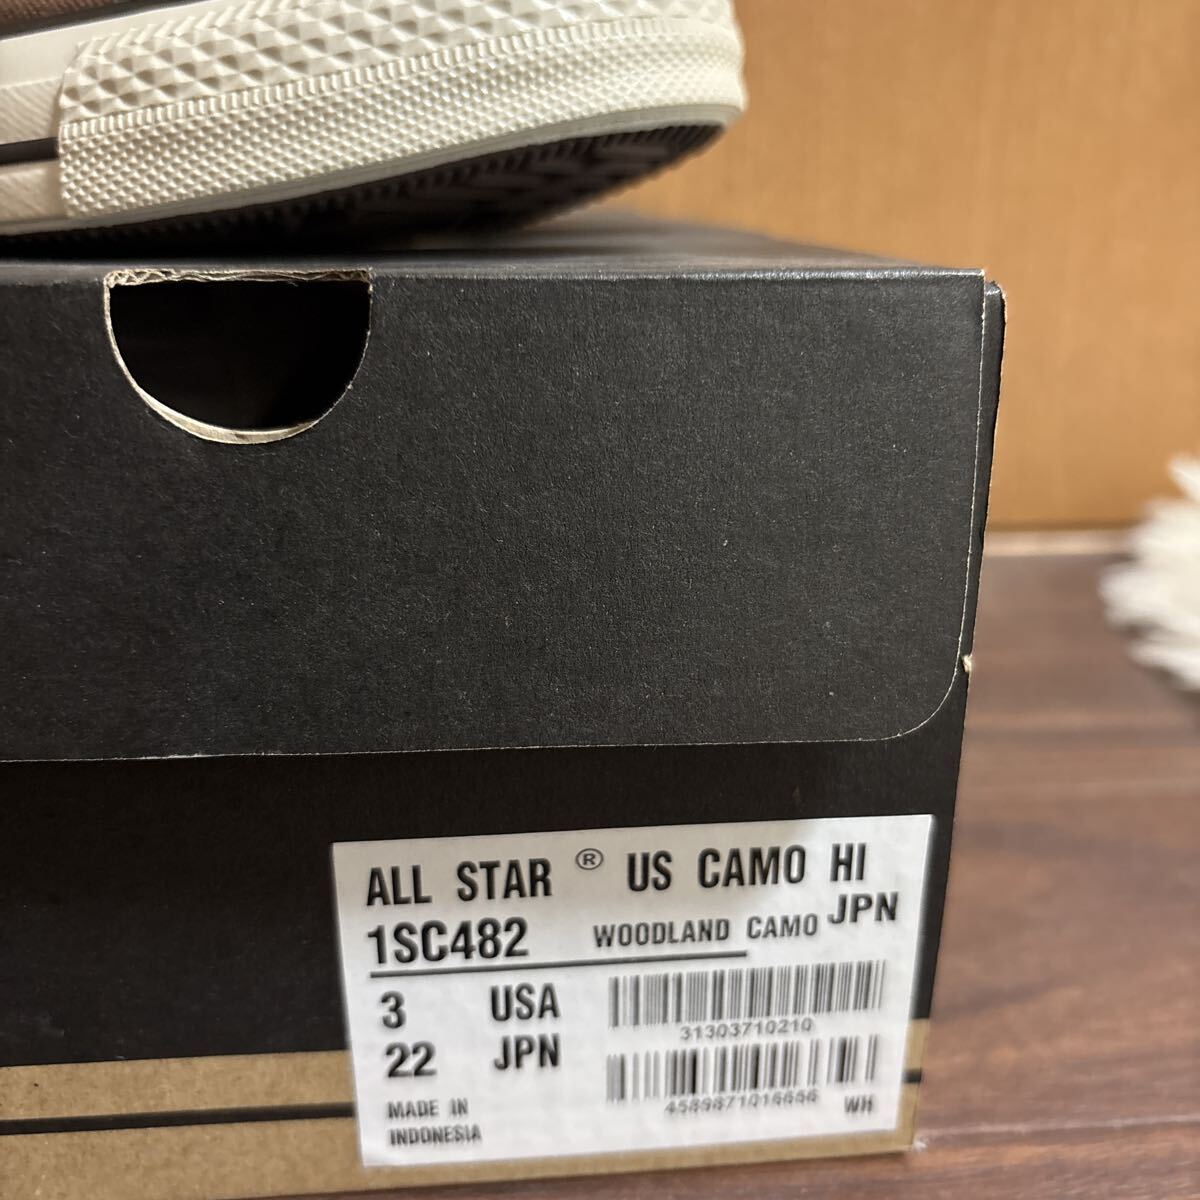 ALL STAR ® US CAMO HI
1SC482 WOODLAND CAMO JPN
3 USA
31303710210
22 JPN
4589871016656 WH
MADE IN
INDONESIA